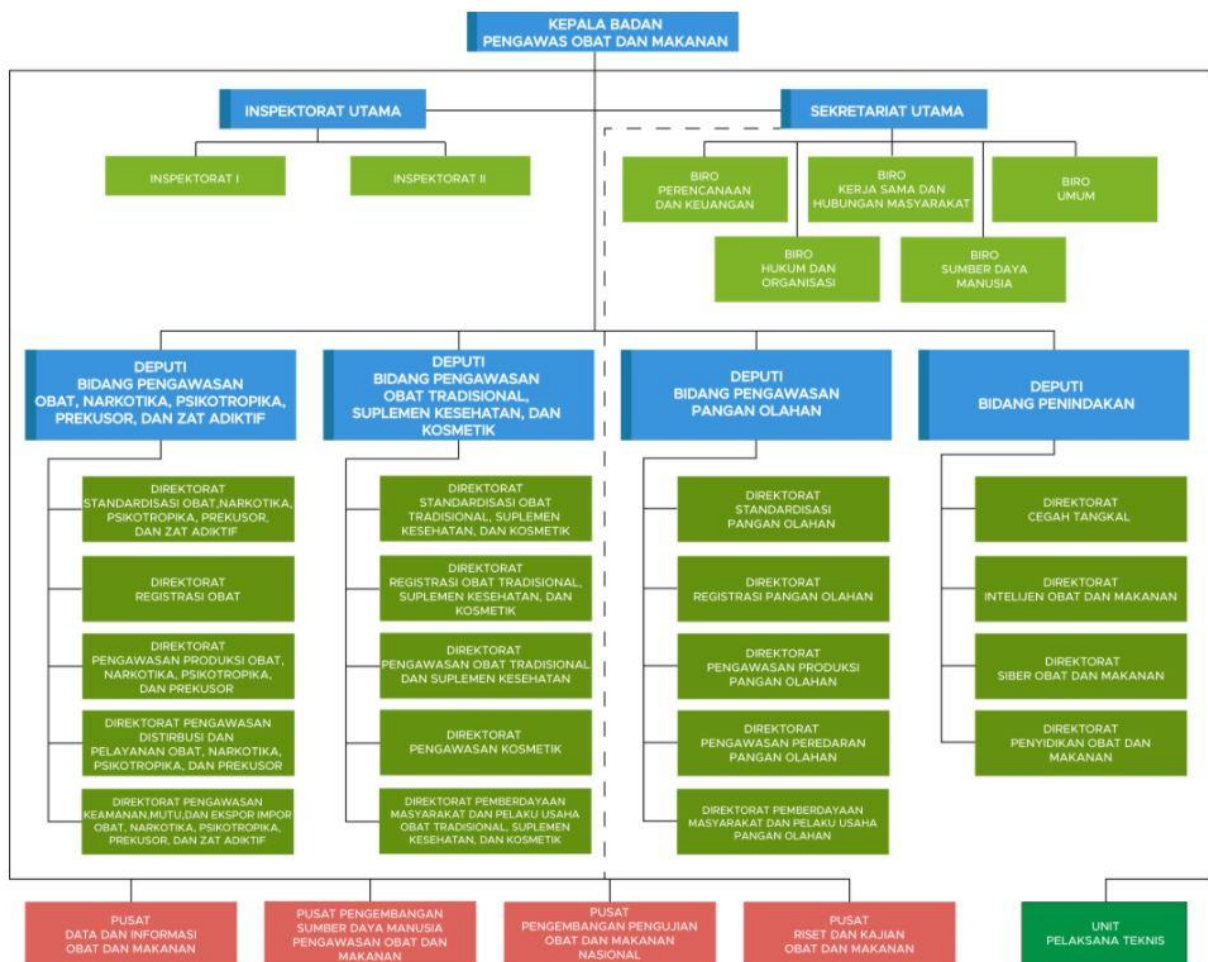 KEPALA BADAN
PENGAWAS OBAT DAN MAKANAN
INSPEKTORAT UTAMA
SEKRETARIAT UTAMA
INSPEKTORAT I
INSPEKTORAT II
BIRO
PERENCANAAN
DAN KEUANGAN
BIRO
KERJA SAMA DAN
HUBUNGAN MASYARAKAT
BIRO
UMUM
BIRO
HUKUM DAN
ORGANISASI
BIRO
SUMBER DAYA
MANUSIA
DEPUTI
BIDANG PENGAWASAN
OBAT, NARKOTIKA, PSIKOTROPIKA,
PREKUSOR, DAN ZAT ADIKTIF
DIREKTORAT
STANDARDISASI OBAT,NARKOTIKA,
PSIKOTROPIKA, PREKUSOR,
DAN ZAT ADIKTIF
DIREKTORAT
REGISTRASI OBAT
DIREKTORAT
PENGAWASAN PRODUKSI OBAT,
NARKOTIKA, PSIKOTROPIKA,
DAN PREKUSOR
DIREKTORAT PENGAWASAN
DISTIRBUSI DAN
PELAYANAN OBAT, NARKOTIKA,
PSIKOTROPIKA, DAN PREKUSOR
DIREKTORAT PENGAWASAN
KEAMANAN,MUTU,DAN EKSPOR IMPOR
OBAT, NARKOTIKA, PSIKOTROPIKA,
PREKUSOR, DAN ZAT ADIKTIF
DEPUTI
BIDANG PENGAWASAN
OBAT TRADISIONAL,
SUPLEMEN KESEHATAN, DAN
KOSMETIK
DIREKTORAT
STANDARDISASI OBAT
TRADISIONAL, SUPLEMEN
KESEHATAN, DAN KOSMETIK
DIREKTORAT
REGISTRASI OBAT TRADISIONAL,
SUPLEMEN KESEHATAN, DAN
KOSMETIK
DIREKTORAT
PENGAWASAN OBAT TRADISIONAL
DAN SUPLEMEN KESEHATAN
DIREKTORAT
PENGAWASAN KOSMETIK
DIREKTORAT PEMBERDAYAAN
MASYARAKAT DAN PELAKU USAHA
OBAT TRADISIONAL, SUPLEMEN
KESEHATAN, DAN KOSMETIK
DEPUTI
BIDANG PENGAWASAN
PANGAN OLAHAN
DIREKTORAT
STANDARDISASI
PANGAN OLAHAN
DIREKTORAT
REGISTRASI PANGAN OLAHAN
DIREKTORAT
PENGAWASAN PRODUKSI
PANGAN OLAHAN
DIREKTORAT
PENGAWASAN PEREDARAN
PANGAN OLAHAN
DIREKTORAT PEMBERDAYAAN
MASYARAKAT DAN PELAKU USAHA
PANGAN OLAHAN
DEPUTI
BIDANG PENINDAKAN
DIREKTORAT
CEGAH TANGKAL
DIREKTORAT
INTELIJEN OBAT DAN MAKANAN
DIREKTORAT
SIBER OBAT DAN MAKANAN
DIREKTORAT
PENYIDIKAN OBAT DAN
MAKANAN
PUSAT
DATA DAN INFORMASI
OBAT DAN MAKANAN
PUSAT PENGEMBANGAN
SUMBER DAYA MANUSIA
PENGAWASAN OBAT DAN
MAKANAN
PUSAT
PENGEMBANGAN PENGUJIAN
OBAT DAN MAKANAN
NASIONAL
PUSAT
RISET DAN KAJIAN
OBAT DAN MAKANAN
UNIT
PELAKSANA TEKNIS